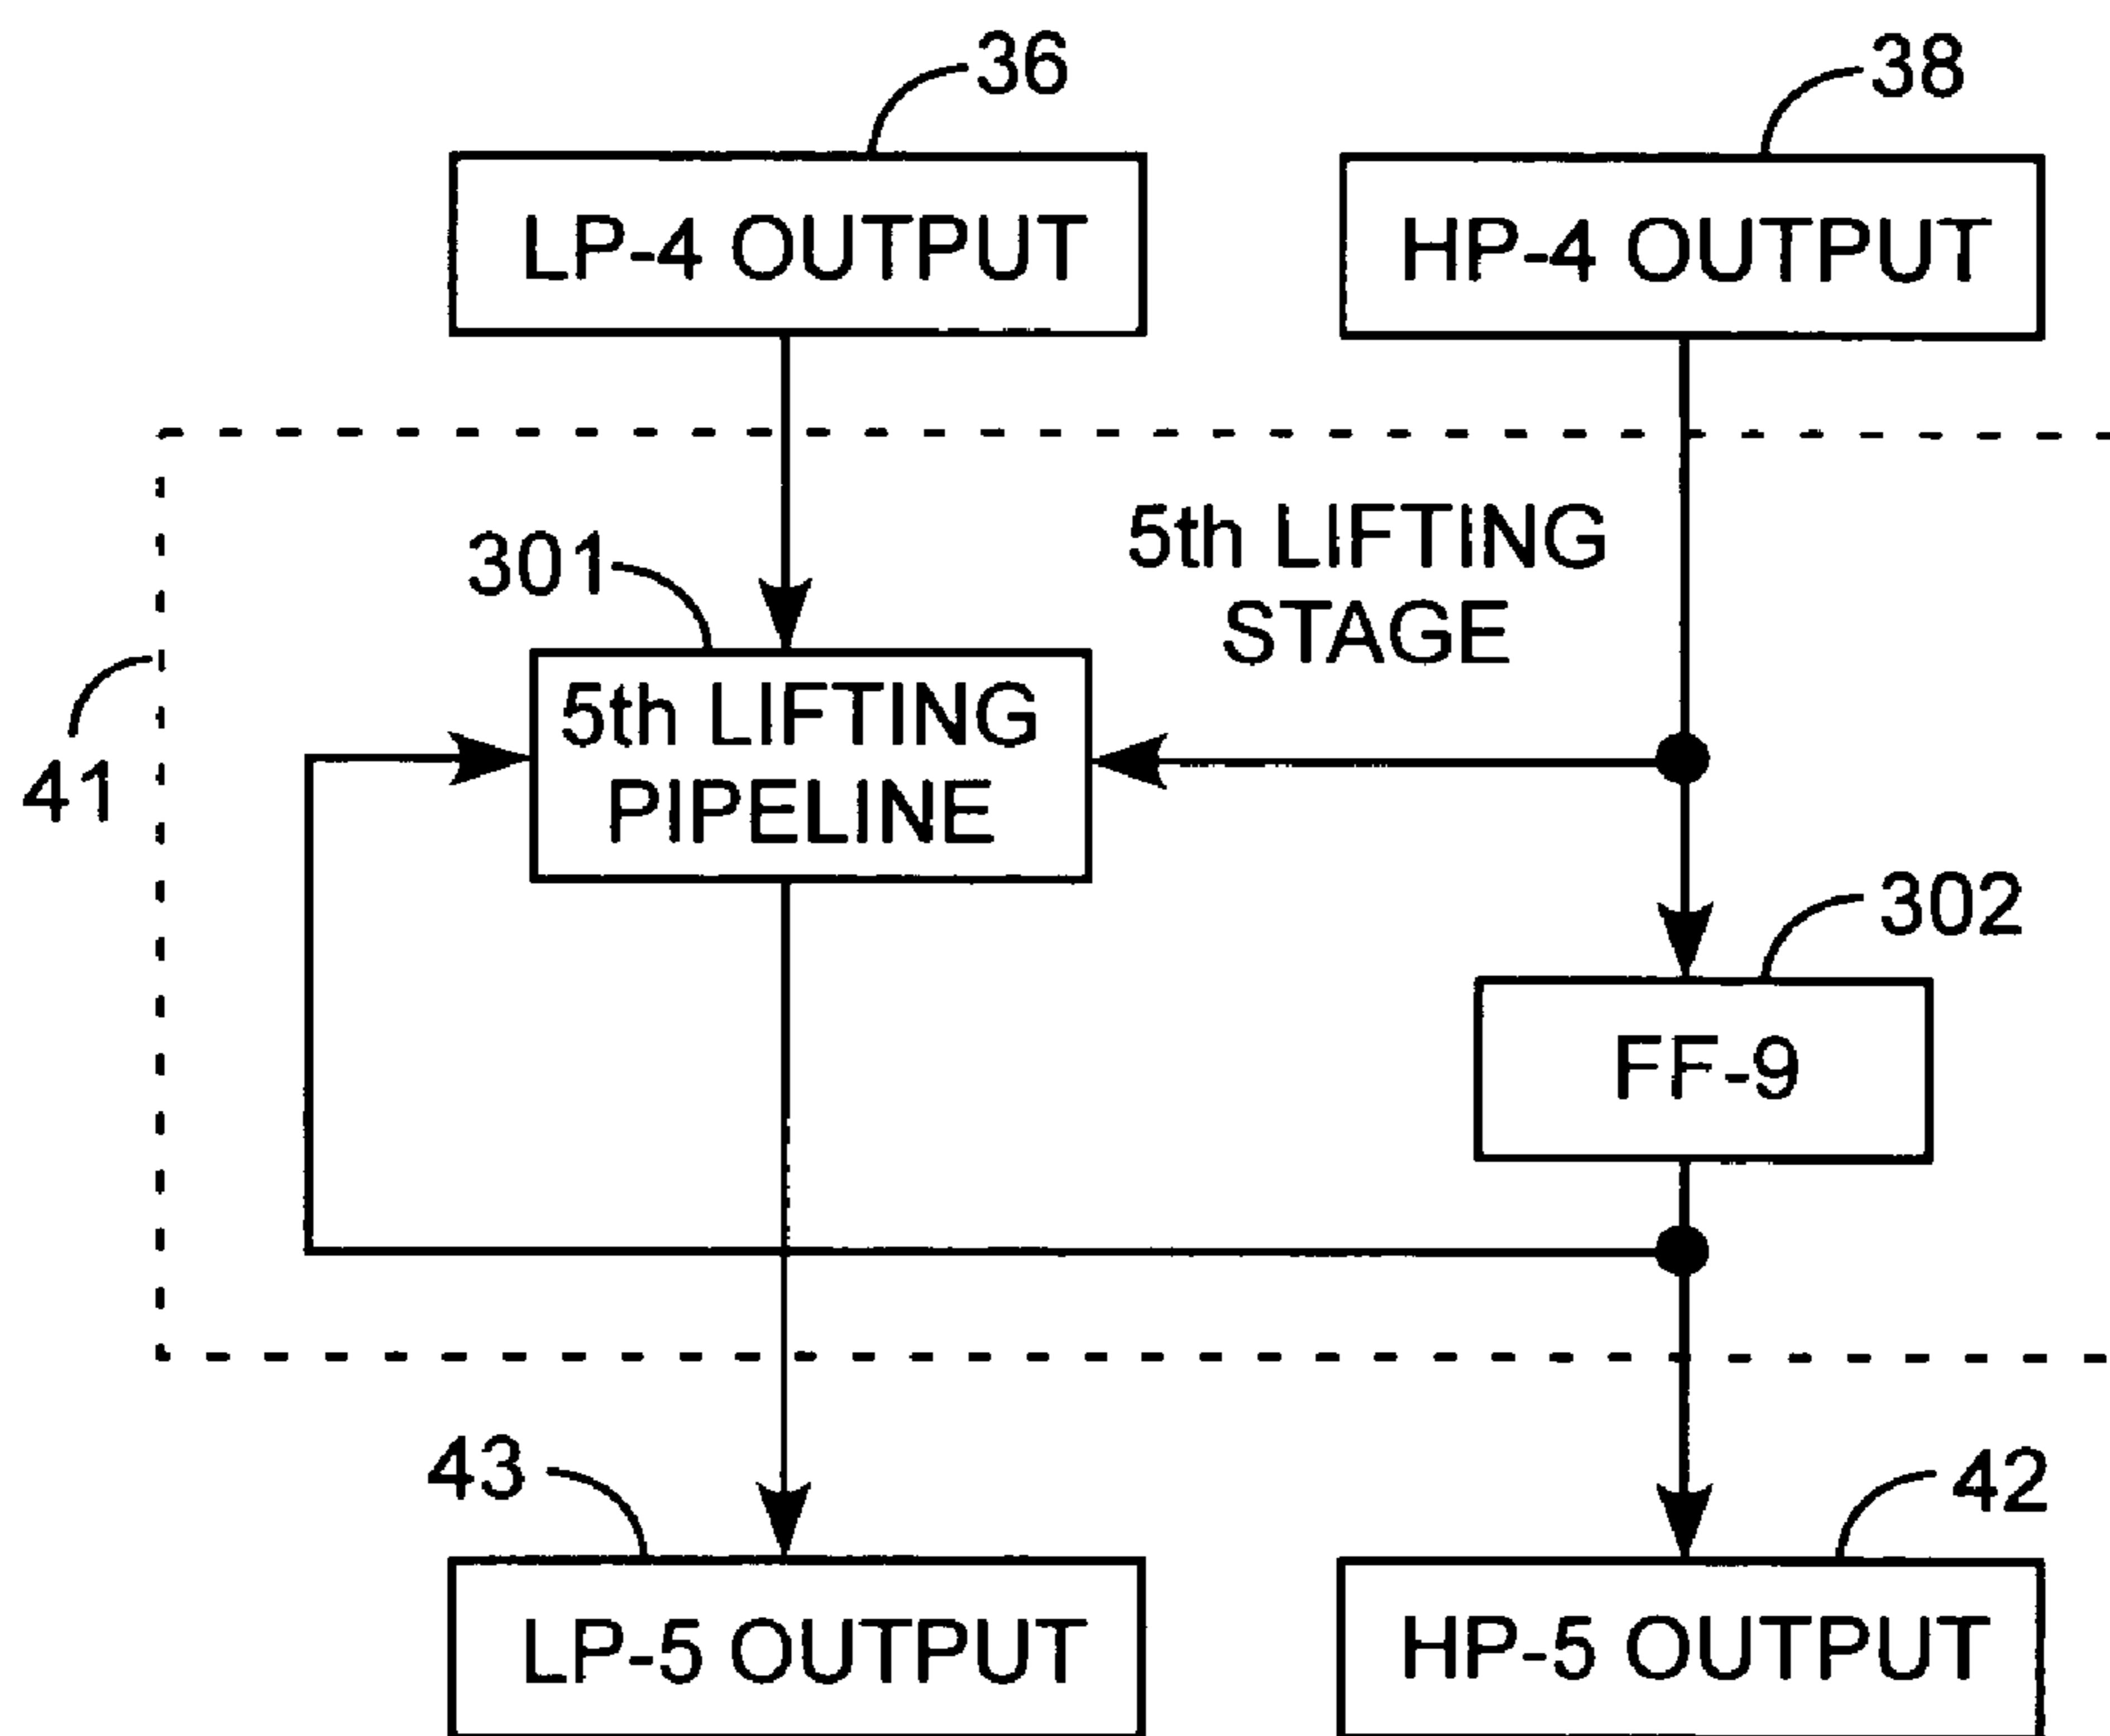 36
38
LP-4 OUTPUT
HP-4 OUTPUT
5th LIFTING
STAGE
301
5th LIFTING
PIPELINE
41
302
FF-9
43
42
LP-5 OUTPUT
HP-5 OUTPUT